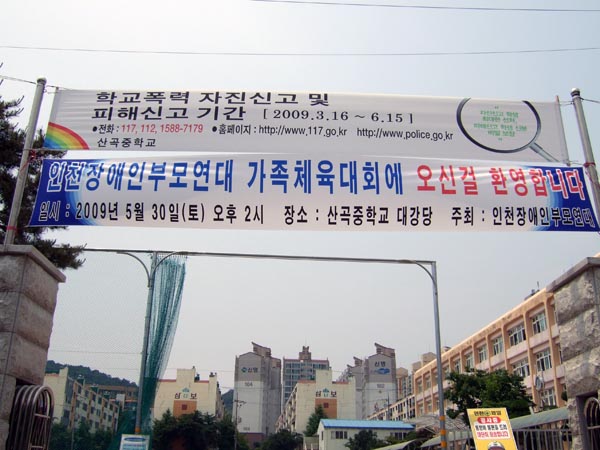 학교폭력 자진신고 및
피해신고 기간 [ 2009.3.16 ~ 6.15 ]
•전화 : 117, 112, 1588-7179 •홈페이지 : http://www.117.go.kr http://www.police.go.kr
산곡중학교
인천장애인부모연대 가족체육대회에 오신걸 환영합니다
일시 : 2009년 5월 30일(토) 오후 2시 장소 : 산곡중학교 대강당 주최 : 인천장애인부모연대